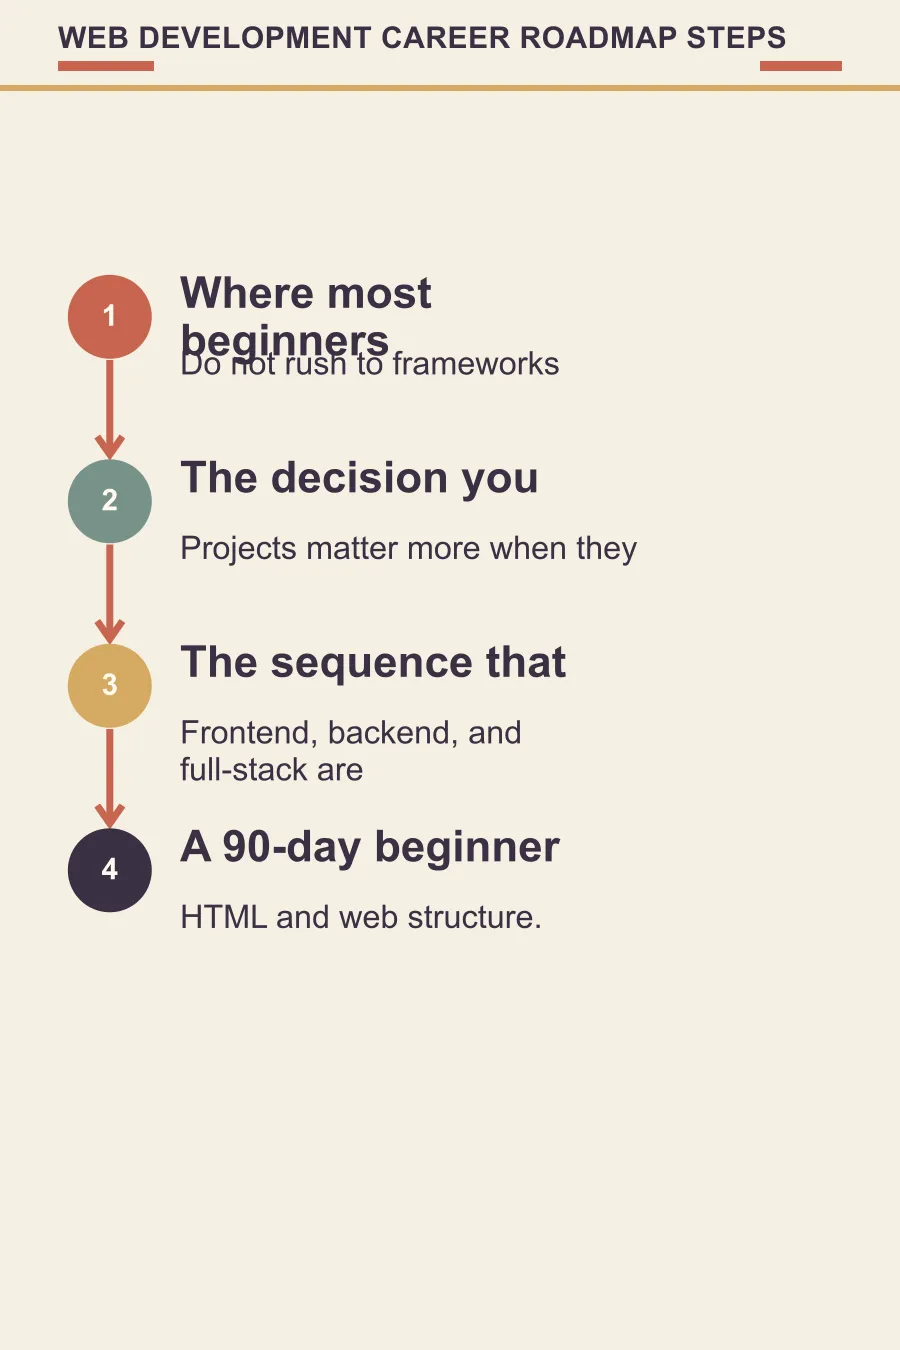 WEB DEVELOPMENT CAREER ROADMAP STEPS
1
Where most
beginners
Do not rush to frameworks
2
The decision you
Projects matter more when they
3
The sequence that
Frontend, backend, and
full-stack are
4
A 90-day beginner
HTML and web structure.